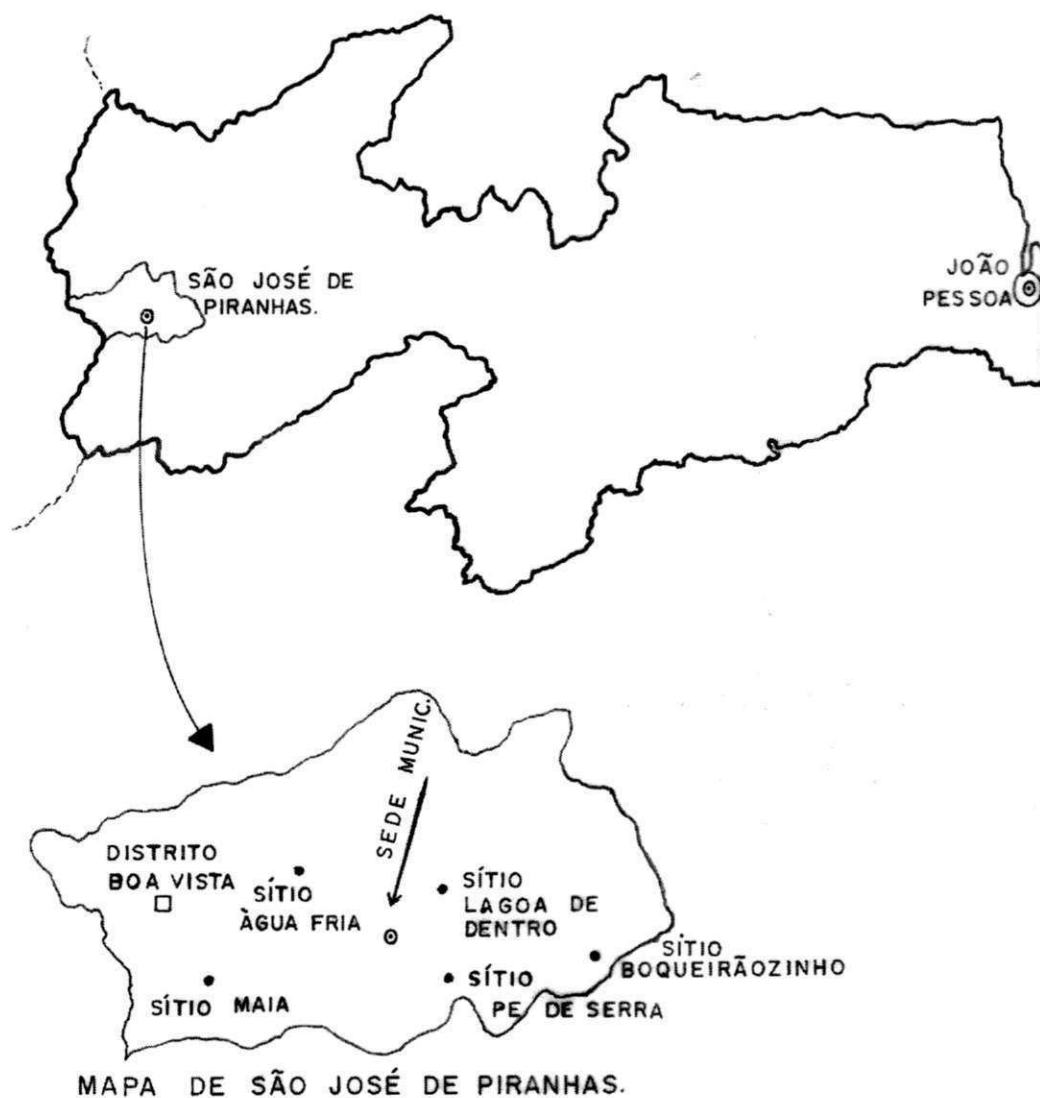 SÃO JOSÉ DE
PIRANHAS.
JOÃO
PESSOA
SEDE MUNIC.
DISTRITO
BOA VISTA
SÍTIO
ÀGUA FRIA
SÍTIO
LAGOA DE
DENTRO
SÍTIO
BOQUEIRÃOZINHO
SÍTIO MAIA
SÍTIO
PE DE SERRA
MAPA DE SÃO JOSÉ DE PIRANHAS.